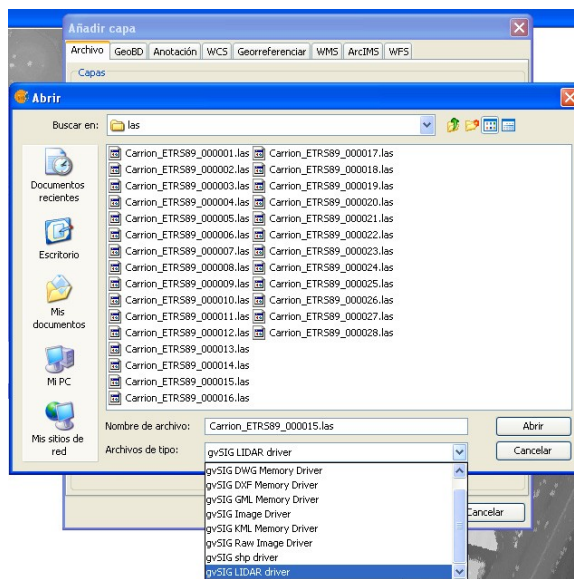 Añadir capa
Archivo GeoBD Anotación WCS Georreferenciar WMS ArcIMS WFS
Capas
Abrir
Buscar en: las
Documentos recientes
Escritorio
Mis documentos
Mi PC
Mis sitios de red
Carrion_ETRS89_000001.las Carrion_ETRS89_000017.las
Carrion_ETRS89_000002.las Carrion_ETRS89_000018.las
Carrion_ETRS89_000003.las Carrion_ETRS89_000019.las
Carrion_ETRS89_000004.las Carrion_ETRS89_000020.las
Carrion_ETRS89_000005.las Carrion_ETRS89_000021.las
Carrion_ETRS89_000006.las Carrion_ETRS89_000022.las
Carrion_ETRS89_000007.las Carrion_ETRS89_000023.las
Carrion_ETRS89_000008.las Carrion_ETRS89_000024.las
Carrion_ETRS89_000009.las Carrion_ETRS89_000025.las
Carrion_ETRS89_000010.las Carrion_ETRS89_000026.las
Carrion_ETRS89_000011.las Carrion_ETRS89_000027.las
Carrion_ETRS89_000012.las Carrion_ETRS89_000028.las
Carrion_ETRS89_000013.las
Carrion_ETRS89_000014.las
Carrion_ETRS89_000015.las
Carrion_ETRS89_000016.las
Nombre de archivo: Carrion_ETRS89_000015.las Abrir
Archivos de tipo: gvSIG LIDAR driver Cancelar
gvSIG DWG Memory Driver
gvSIG DXF Memory Driver
gvSIG GML Memory Driver
gvSIG Image Driver
gvSIG KML Memory Driver
gvSIG Raw Image Driver
gvSIG shp driver
gvSIG LIDAR driver
Cancelar